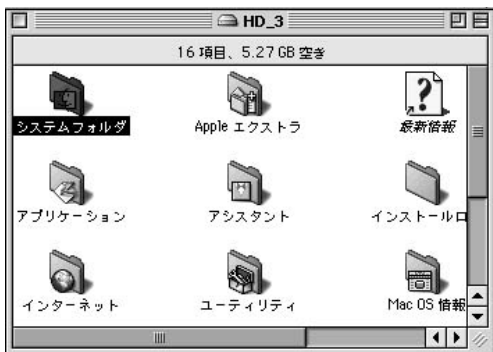 HD_3
16 項目、5.27 GB 空き
システムフォルダ
Apple エクストラ
最新情報
アプリケーション
アシスタント
インストールロ
インターネット
ユーティリティ
Mac OS 情報